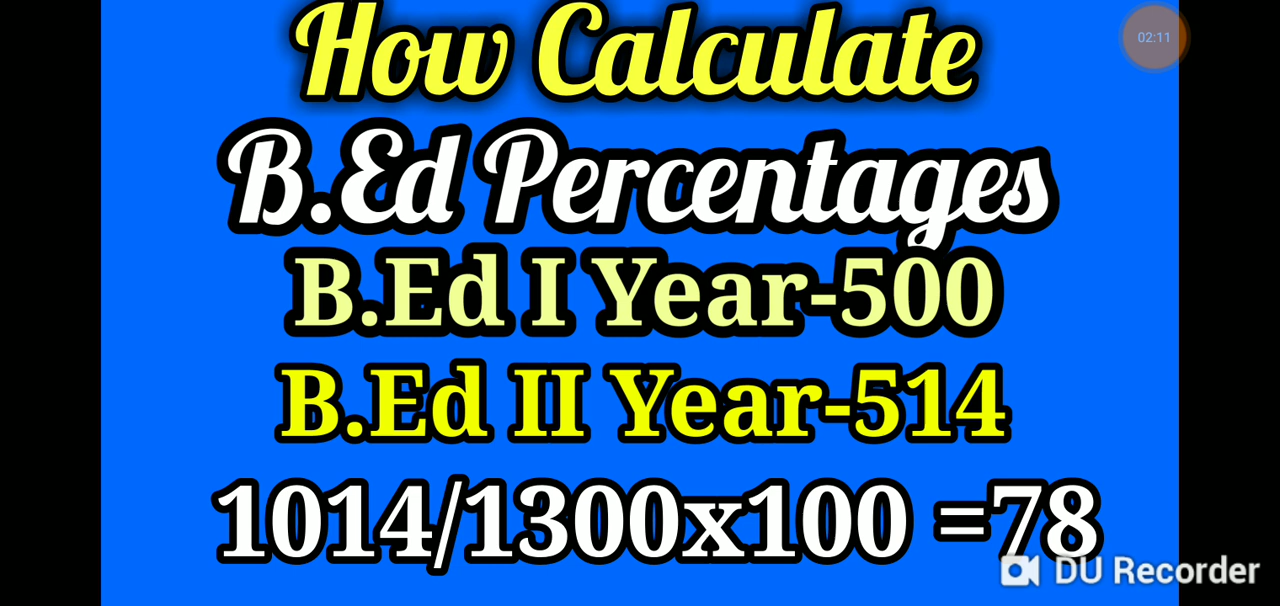 How Calculate
02:11
B.Ed Percentages
B.Ed I Year-500
B.Ed II Year-514
1014/1300x100 =78
DU Recorder